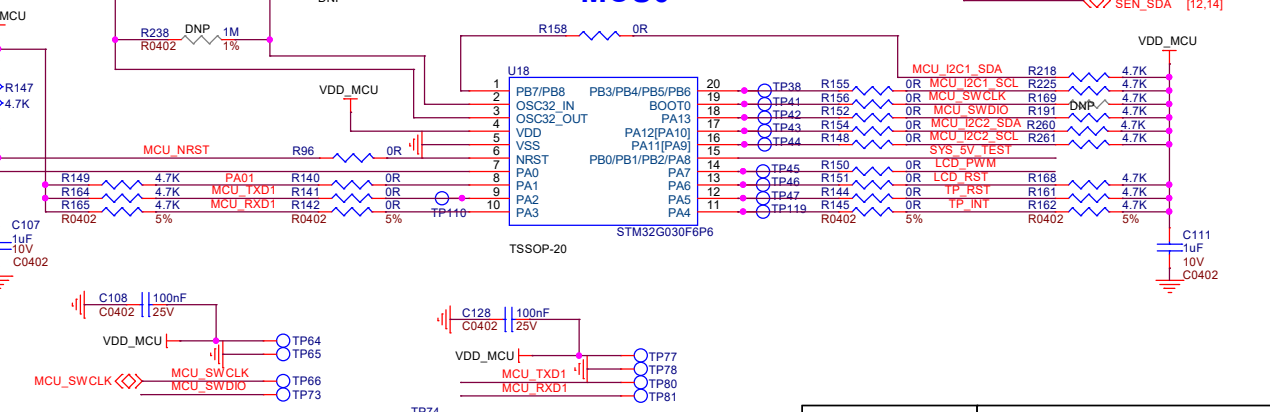 MCU
DNP
MCU0
SEN_SDA [12,14]
R238 DNP 1M
R0402 1%
R158 0R
VDD_MCU
R147
4.7K
VDD_MCU
U18
1 PB7/PB8
2 OSC32_IN
3 OSC32_OUT
4 VDD
5 VSS
6 NRST
7 PA0
8 PA1
9 PA2
10 PA3
PB3/PB4/PB5/PB6 20
BOOT0 19
PA13 18
PA12[PA10] 17
PA11[PA9] 16
PB0/PB1/PB2/PA8 15
PA7 14
PA6 13
PA5 12
PA4 11
STM32G030F6P6
TSSOP-20
MCU_NRST R96 0R
R149 4.7K PA01 R140 0R
R164 4.7K MCU_TXD1 R141 0R
R165 4.7K MCU_RXD1 R142 0R
R0402 5% R0402 5%
TP110
MCU_I2C1_SDA R218 4.7K
TP38 R155 0R MCU_I2C1_SCL R225 4.7K
TP41 R156 0R MCU_SWCLK R169 DNP 4.7K
TP42 R152 0R MCU_SWDIO R191 4.7K
TP43 R154 0R MCU_I2C2_SDA R260 4.7K
TP44 R148 0R MCU_I2C2_SCL R261 4.7K
SYS_5V_TEST
TP45 R150 0R LCD_PWM
TP46 R151 0R LCD_RST R168 4.7K
TP47 R144 0R TP_RST R161 4.7K
TP119 R145 0R TP_INT R162 4.7K
R0402 5% R0402 5%
C107
1uF
10V
C0402
C111
1uF
10V
C0402
C108 100nF
C0402 25V
VDD_MCU
TP64
TP65
MCU_SWCLK MCU_SWCLK TP66
MCU_SWDIO TP73
C128 100nF
C0402 25V
VDD_MCU
TP77
TP78
MCU_TXD1 TP80
MCU_RXD1 TP81
TP74